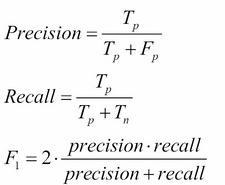 Precision = T_p / (T_p + F_p)
Recall = T_p / (T_p + T_n)
F_1 = 2 · (precision · recall) / (precision + recall)